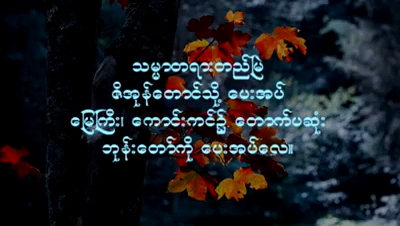 သမ္မာတရားတည်မြဲ
ဇိအုန်တောင်သို့ ပေးအပ်
မြေကြီး၊ ကောင်းကင်၌ တောက်ပဆုံး
ဘုန်းတော်ကို ပေးအပ်လေ။